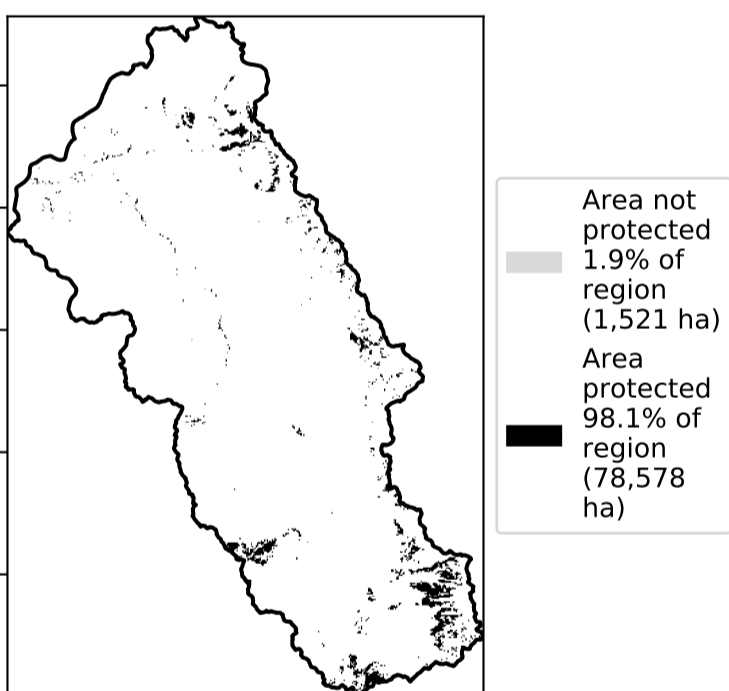 Area not
protected
1.9% of
region
(1,521 ha)
Area
protected
98.1% of
region
(78,578
ha)